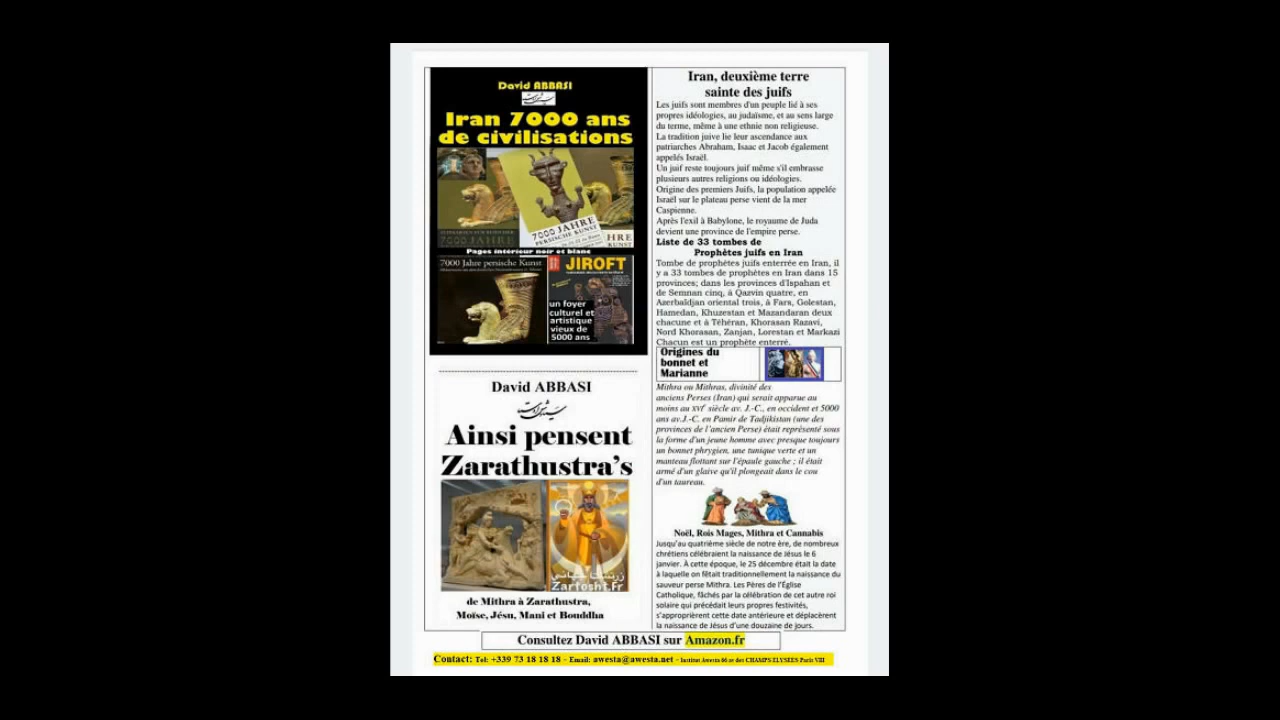 David ABBASI
Iran 7000 ans
de civilisations
7000 JAHRE
7000 JAHRE
PERSISCHE KUNST
HRE
KUNST
Pages intérieur noir et blanc
7000 Jahre persische Kunst
JIROFT
un foyer
culturel et
artistique
vieux de
5000 ans
David ABBASI
Ainsi pensent
Zarathustra’s
Zartosht.Fr
de Mithra à Zarathustra,
Moïse, Jésu, Mani et Bouddha
Iran, deuxième terre
sainte des juifs
Les juifs sont membres d'un peuple lié à ses
propres idéologies, au judaïsme, et au sens large
du terme, même à une ethnie non religieuse.
La tradition juive lie leur ascendance aux
patriarches Abraham, Isaac et Jacob également
appelés Israël.
Un juif reste toujours juif même s'il embrasse
plusieurs autres religions ou idéologies.
Origine des premiers Juifs, la population appelée
Israël sur le plateau perse vient de la mer
Caspienne.
Après l'exil à Babylone, le royaume de Juda
devient une province de l'empire perse.
Liste de 33 tombes de
Prophètes juifs en Iran
Tombe de prophètes juifs enterrée en Iran, il
y a 33 tombes de prophètes en Iran dans 15
provinces; dans les provinces d'Ispahan et
de Semnan cinq, à Qazvin quatre, en
Azerbaïdjan oriental trois, à Fars, Golestan,
Hamedan, Khuzestan et Mazandaran deux
chacune et à Téhéran, Khorasan Razavi,
Nord Khorasan, Zanjan, Lorestan et Markazi
Chacun est un prophète enterré.
Origines du
bonnet et
Marianne
Mithra ou Mithras, divinité des
anciens Perses (Iran) qui serait apparue au
moins au XVIe siècle av. J.-C., en occident et 5000
ans av.J.-C. en Pamir de Tadjikistan (une des
provinces de l’ancien Perse) était représenté sous
la forme d'un jeune homme avec presque toujours
un bonnet phrygien, une tunique verte et un
manteau flottant sur l'épaule gauche ; il était
armé d'un glaive qu'il plongeait dans le cou
d'un taureau.
Noël, Rois Mages, Mithra et Cannabis
Jusqu’au quatrième siècle de notre ère, de nombreux
chrétiens célébraient la naissance de Jésus le 6
janvier. À cette époque, le 25 décembre était la date
à laquelle on fêtait traditionnellement la naissance du
sauveur perse Mithra. Les Pères de l’Église
Catholique, fâchés par la célébration de cet autre roi
solaire qui précédait leurs propres festivités,
s’approprièrent cette date antérieure et déplacèrent
la naissance de Jésus d’une douzaine de jours.
Consultez David ABBASI sur Amazon.fr
Contact: Tel: +339 73 18 18 18 - Email: awesta@awesta.net - Institut Awesta 66 av des CHAMPS ELYSEES Paris VIII